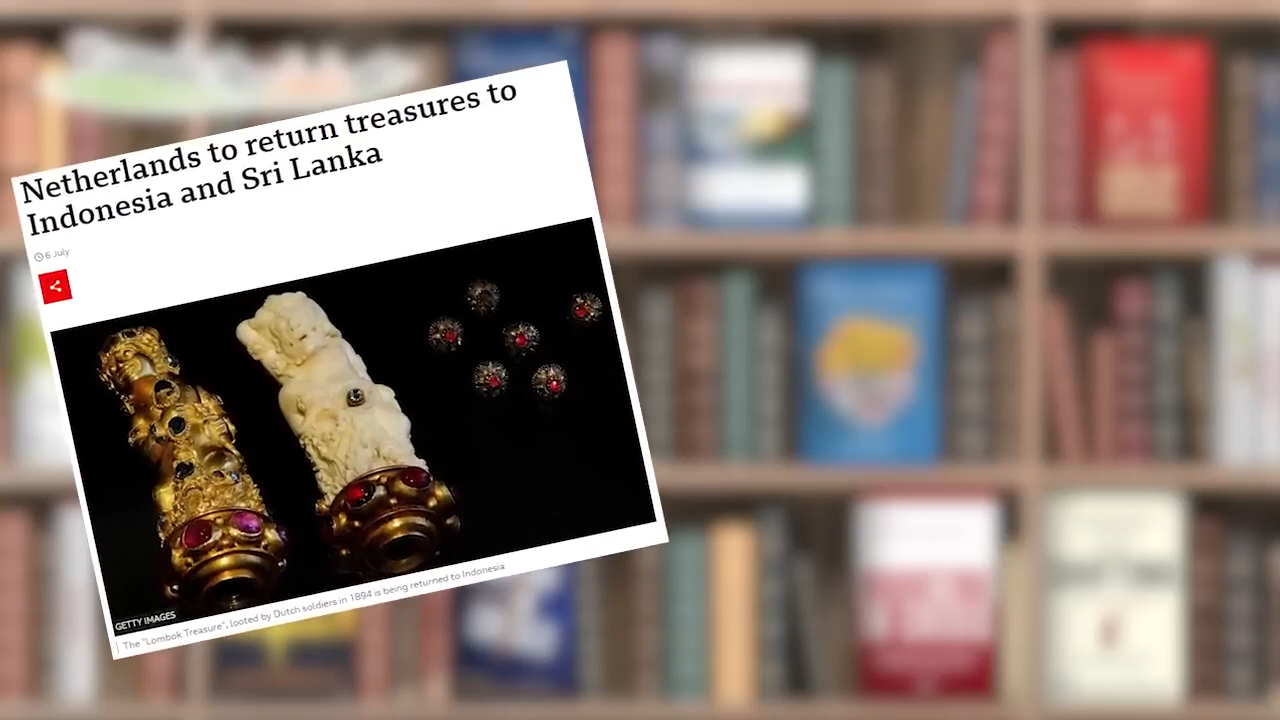 Netherlands to return treasures to
Indonesia and Sri Lanka
6 July
GETTY IMAGES
The "Lombok Treasure", looted by Dutch soldiers in 1894 is being returned to Indonesia